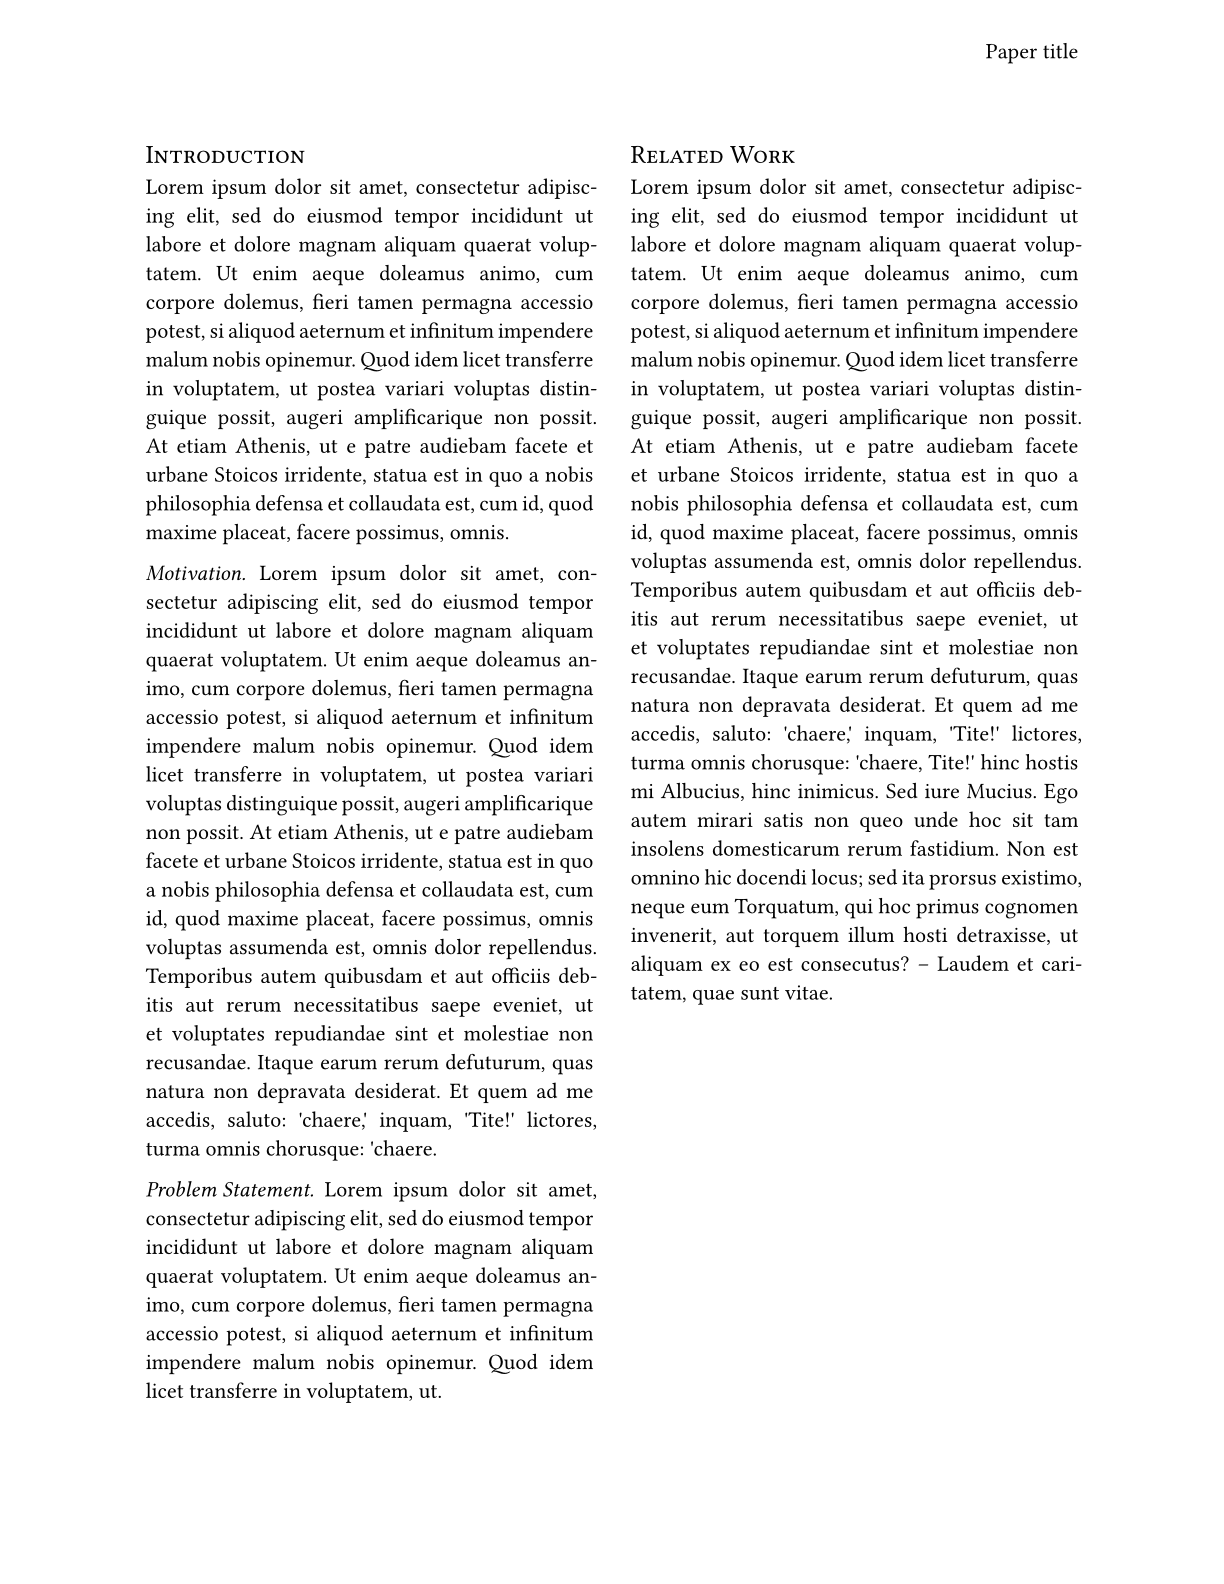 Paper title
Introduction
Lorem ipsum dolor sit amet, consectetur adipisc-
ing elit, sed do eiusmod tempor incididunt ut
labore et dolore magnam aliquam quaerat volup-
tatem. Ut enim aeque doleamus animo, cum
corpore dolemus, fieri tamen permagna accessio
potest, si aliquod aeternum et infinitum impendere
malum nobis opinemur. Quod idem licet transferre
in voluptatem, ut postea variari voluptas distin-
guique possit, augeri amplificarique non possit.
At etiam Athenis, ut e patre audiebam facete et
urbane Stoicos irridente, statua est in quo a nobis
philosophia defensa et collaudata est, cum id, quod
maxime placeat, facere possimus, omnis.
Motivation. Lorem ipsum dolor sit amet, con-
sectetur adipiscing elit, sed do eiusmod tempor
incididunt ut labore et dolore magnam aliquam
quaerat voluptatem. Ut enim aeque doleamus an-
imo, cum corpore dolemus, fieri tamen permagna
accessio potest, si aliquod aeternum et infinitum
impendere malum nobis opinemur. Quod idem
licet transferre in voluptatem, ut postea variari
voluptas distinguique possit, augeri amplificarique
non possit. At etiam Athenis, ut e patre audiebam
facete et urbane Stoicos irridente, statua est in quo
a nobis philosophia defensa et collaudata est, cum
id, quod maxime placeat, facere possimus, omnis
voluptas assumenda est, omnis dolor repellendus.
Temporibus autem quibusdam et aut officiis deb-
itis aut rerum necessitatibus saepe eveniet, ut
et voluptates repudiandae sint et molestiae non
recusandae. Itaque earum rerum defuturum, quas
natura non depravata desiderat. Et quem ad me
accedis, saluto: 'chaere,' inquam, 'Tite!' lictores,
turma omnis chorusque: 'chaere.
Problem Statement. Lorem ipsum dolor sit amet,
consectetur adipiscing elit, sed do eiusmod tempor
incididunt ut labore et dolore magnam aliquam
quaerat voluptatem. Ut enim aeque doleamus an-
imo, cum corpore dolemus, fieri tamen permagna
accessio potest, si aliquod aeternum et infinitum
impendere malum nobis opinemur. Quod idem
licet transferre in voluptatem, ut.
Related Work
Lorem ipsum dolor sit amet, consectetur adipisc-
ing elit, sed do eiusmod tempor incididunt ut
labore et dolore magnam aliquam quaerat volup-
tatem. Ut enim aeque doleamus animo, cum
corpore dolemus, fieri tamen permagna accessio
potest, si aliquod aeternum et infinitum impendere
malum nobis opinemur. Quod idem licet transferre
in voluptatem, ut postea variari voluptas distin-
guique possit, augeri amplificarique non possit.
At etiam Athenis, ut e patre audiebam facete
et urbane Stoicos irridente, statua est in quo a
nobis philosophia defensa et collaudata est, cum
id, quod maxime placeat, facere possimus, omnis
voluptas assumenda est, omnis dolor repellendus.
Temporibus autem quibusdam et aut officiis deb-
itis aut rerum necessitatibus saepe eveniet, ut
et voluptates repudiandae sint et molestiae non
recusandae. Itaque earum rerum defuturum, quas
natura non depravata desiderat. Et quem ad me
accedis, saluto: 'chaere,' inquam, 'Tite!' lictores,
turma omnis chorusque: 'chaere, Tite!' hinc hostis
mi Albucius, hinc inimicus. Sed iure Mucius. Ego
autem mirari satis non queo unde hoc sit tam
insolens domesticarum rerum fastidium. Non est
omnino hic docendi locus; sed ita prorsus existimo,
neque eum Torquatum, qui hoc primus cognomen
invenerit, aut torquem illum hosti detraxisse, ut
aliquam ex eo est consecutus? – Laudem et cari-
tatem, quae sunt vitae.